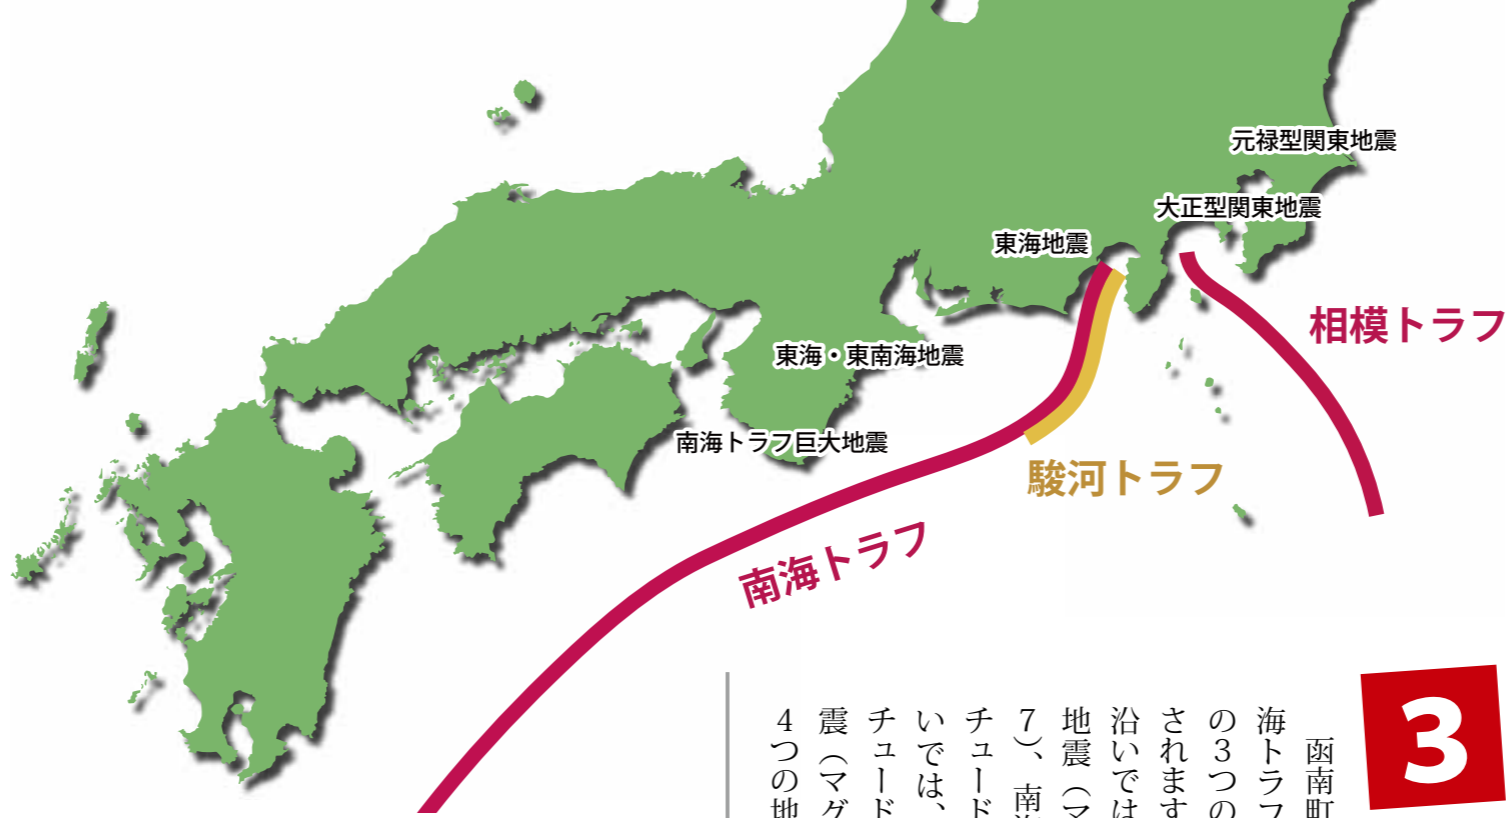 元禄型関東地震
大正型関東地震
東海地震
相模トラフ
東海・東南海地震
南海トラフ巨大地震
駿河トラフ
南海トラフ
3
函南町
海トラフ
の3つの
されます
沿いでは
地震（マ
7）、南海
チュード
いでは、
チュード
震（マグ
4つの地